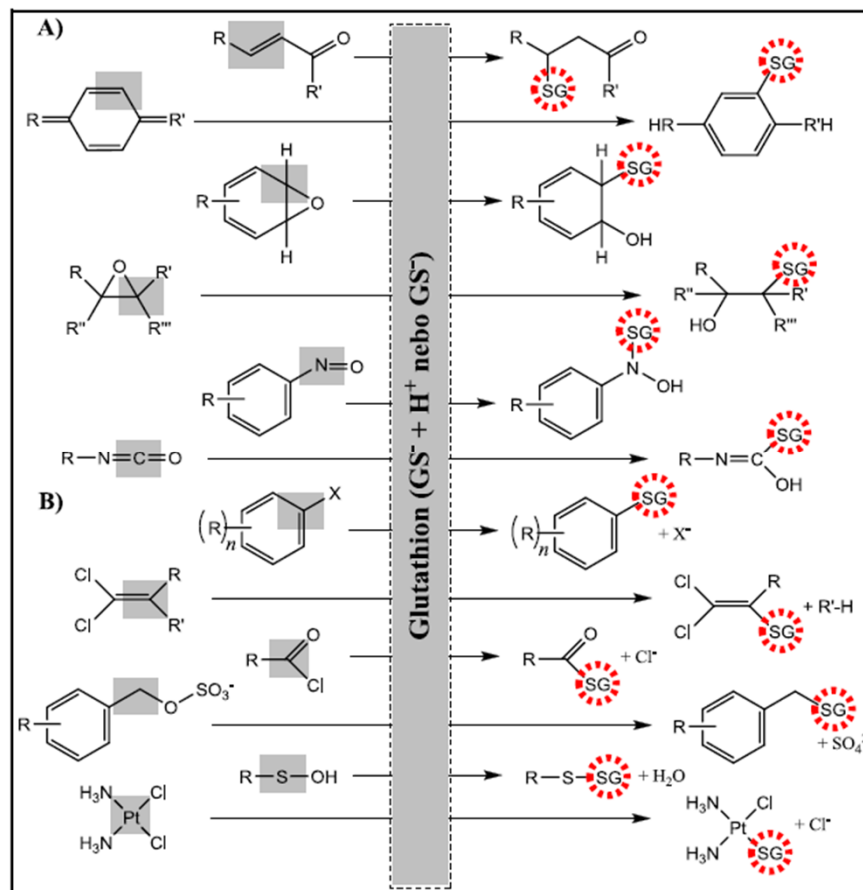 A)
R O R'
R O SG R'
R= =R'
HR SG R'H
H R O H
H SG R OH H
O R R' R'' R'''
R SG R'' R' HO R'''
N=O R
SG N OH R
R-N=C=O
SG R-N=C OH
Glutathion (GS⁻ + H⁺ nebo GS⁻)
B)
X (R)n
SG (R)n + X⁻
Cl R Cl R'
Cl R Cl SG + R'-H
O R Cl
O R SG + Cl⁻
R O SO₃⁻
R SG + SO₄
R-S-OH
R-S-SG + H₂O
H₃N Cl Pt H₃N Cl
H₃N Cl Pt H₃N SG + Cl⁻